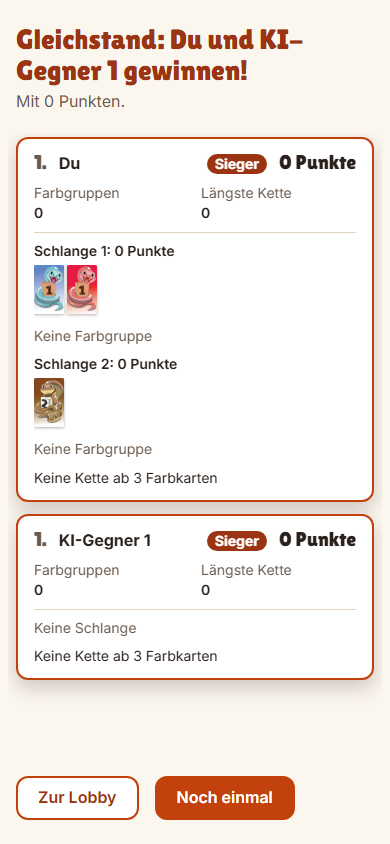 Gleichstand: Du und KI-
Gegner 1 gewinnen!
Mit 0 Punkten.
1. Du Sieger 0 Punkte
Farbgruppen Längste Kette
0 0
Schlange 1: 0 Punkte
1 1
Keine Farbgruppe
Schlange 2: 0 Punkte
2
Keine Farbgruppe
Keine Kette ab 3 Farbkarten
1. KI-Gegner 1 Sieger 0 Punkte
Farbgruppen Längste Kette
0 0
Keine Schlange
Keine Kette ab 3 Farbkarten
Zur Lobby Noch einmal